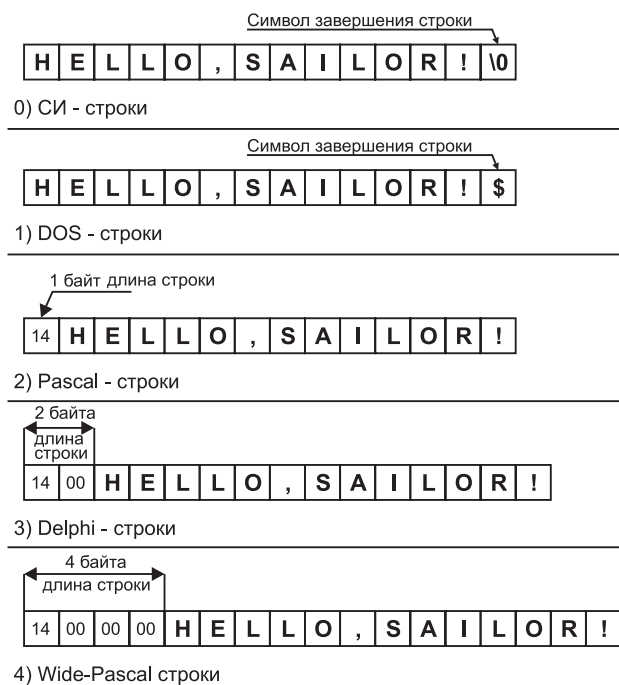 Символ завершения строки
H E L L O , S A I L O R ! \0
0) СИ - строки
Символ завершения строки
H E L L O , S A I L O R ! $
1) DOS - строки
1 байт длина строки
14 H E L L O , S A I L O R !
2) Pascal - строки
2 байта
длина
строки
14 00 H E L L O , S A I L O R !
3) Delphi - строки
4 байта
длина строки
14 00 00 00 H E L L O , S A I L O R !
4) Wide-Pascal строки